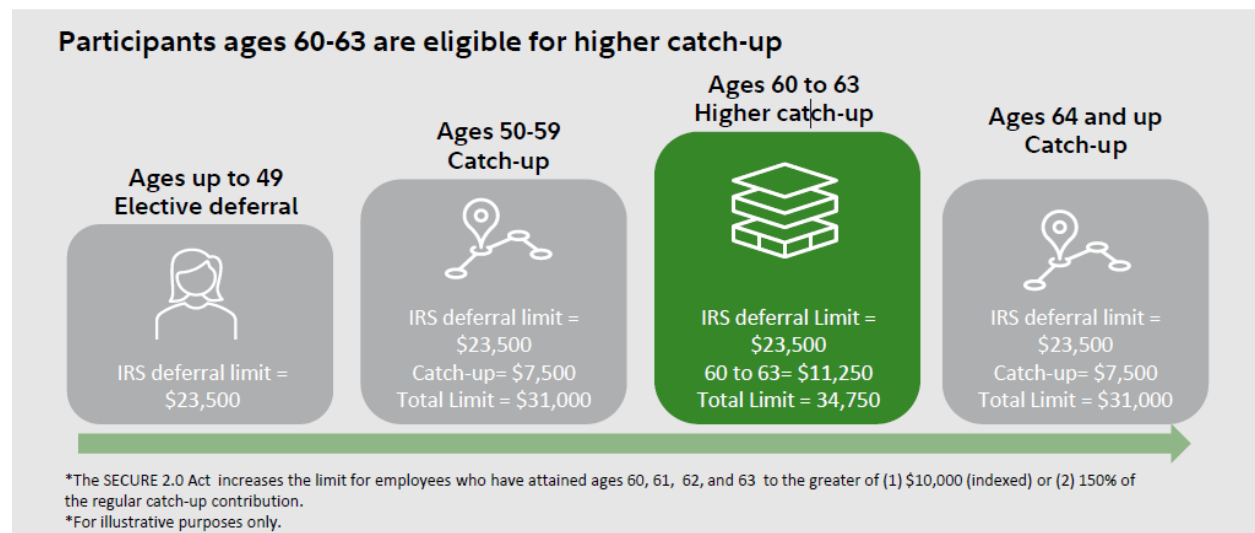 Participants ages 60-63 are eligible for higher catch-up
Ages up to 49
Elective deferral
IRS deferral limit =
$23,500
Ages 50-59
Catch-up
IRS deferral limit =
$23,500
Catch-up= $7,500
Total Limit = $31,000
Ages 60 to 63
Higher catch-up
IRS deferral Limit =
$23,500
60 to 63= $11,250
Total Limit = 34,750
Ages 64 and up
Catch-up
IRS deferral limit =
$23,500
Catch-up= $7,500
Total Limit = $31,000
*The SECURE 2.0 Act increases the limit for employees who have attained ages 60, 61, 62, and 63 to the greater of (1) $10,000 (indexed) or (2) 150% of
the regular catch-up contribution.
*For illustrative purposes only.